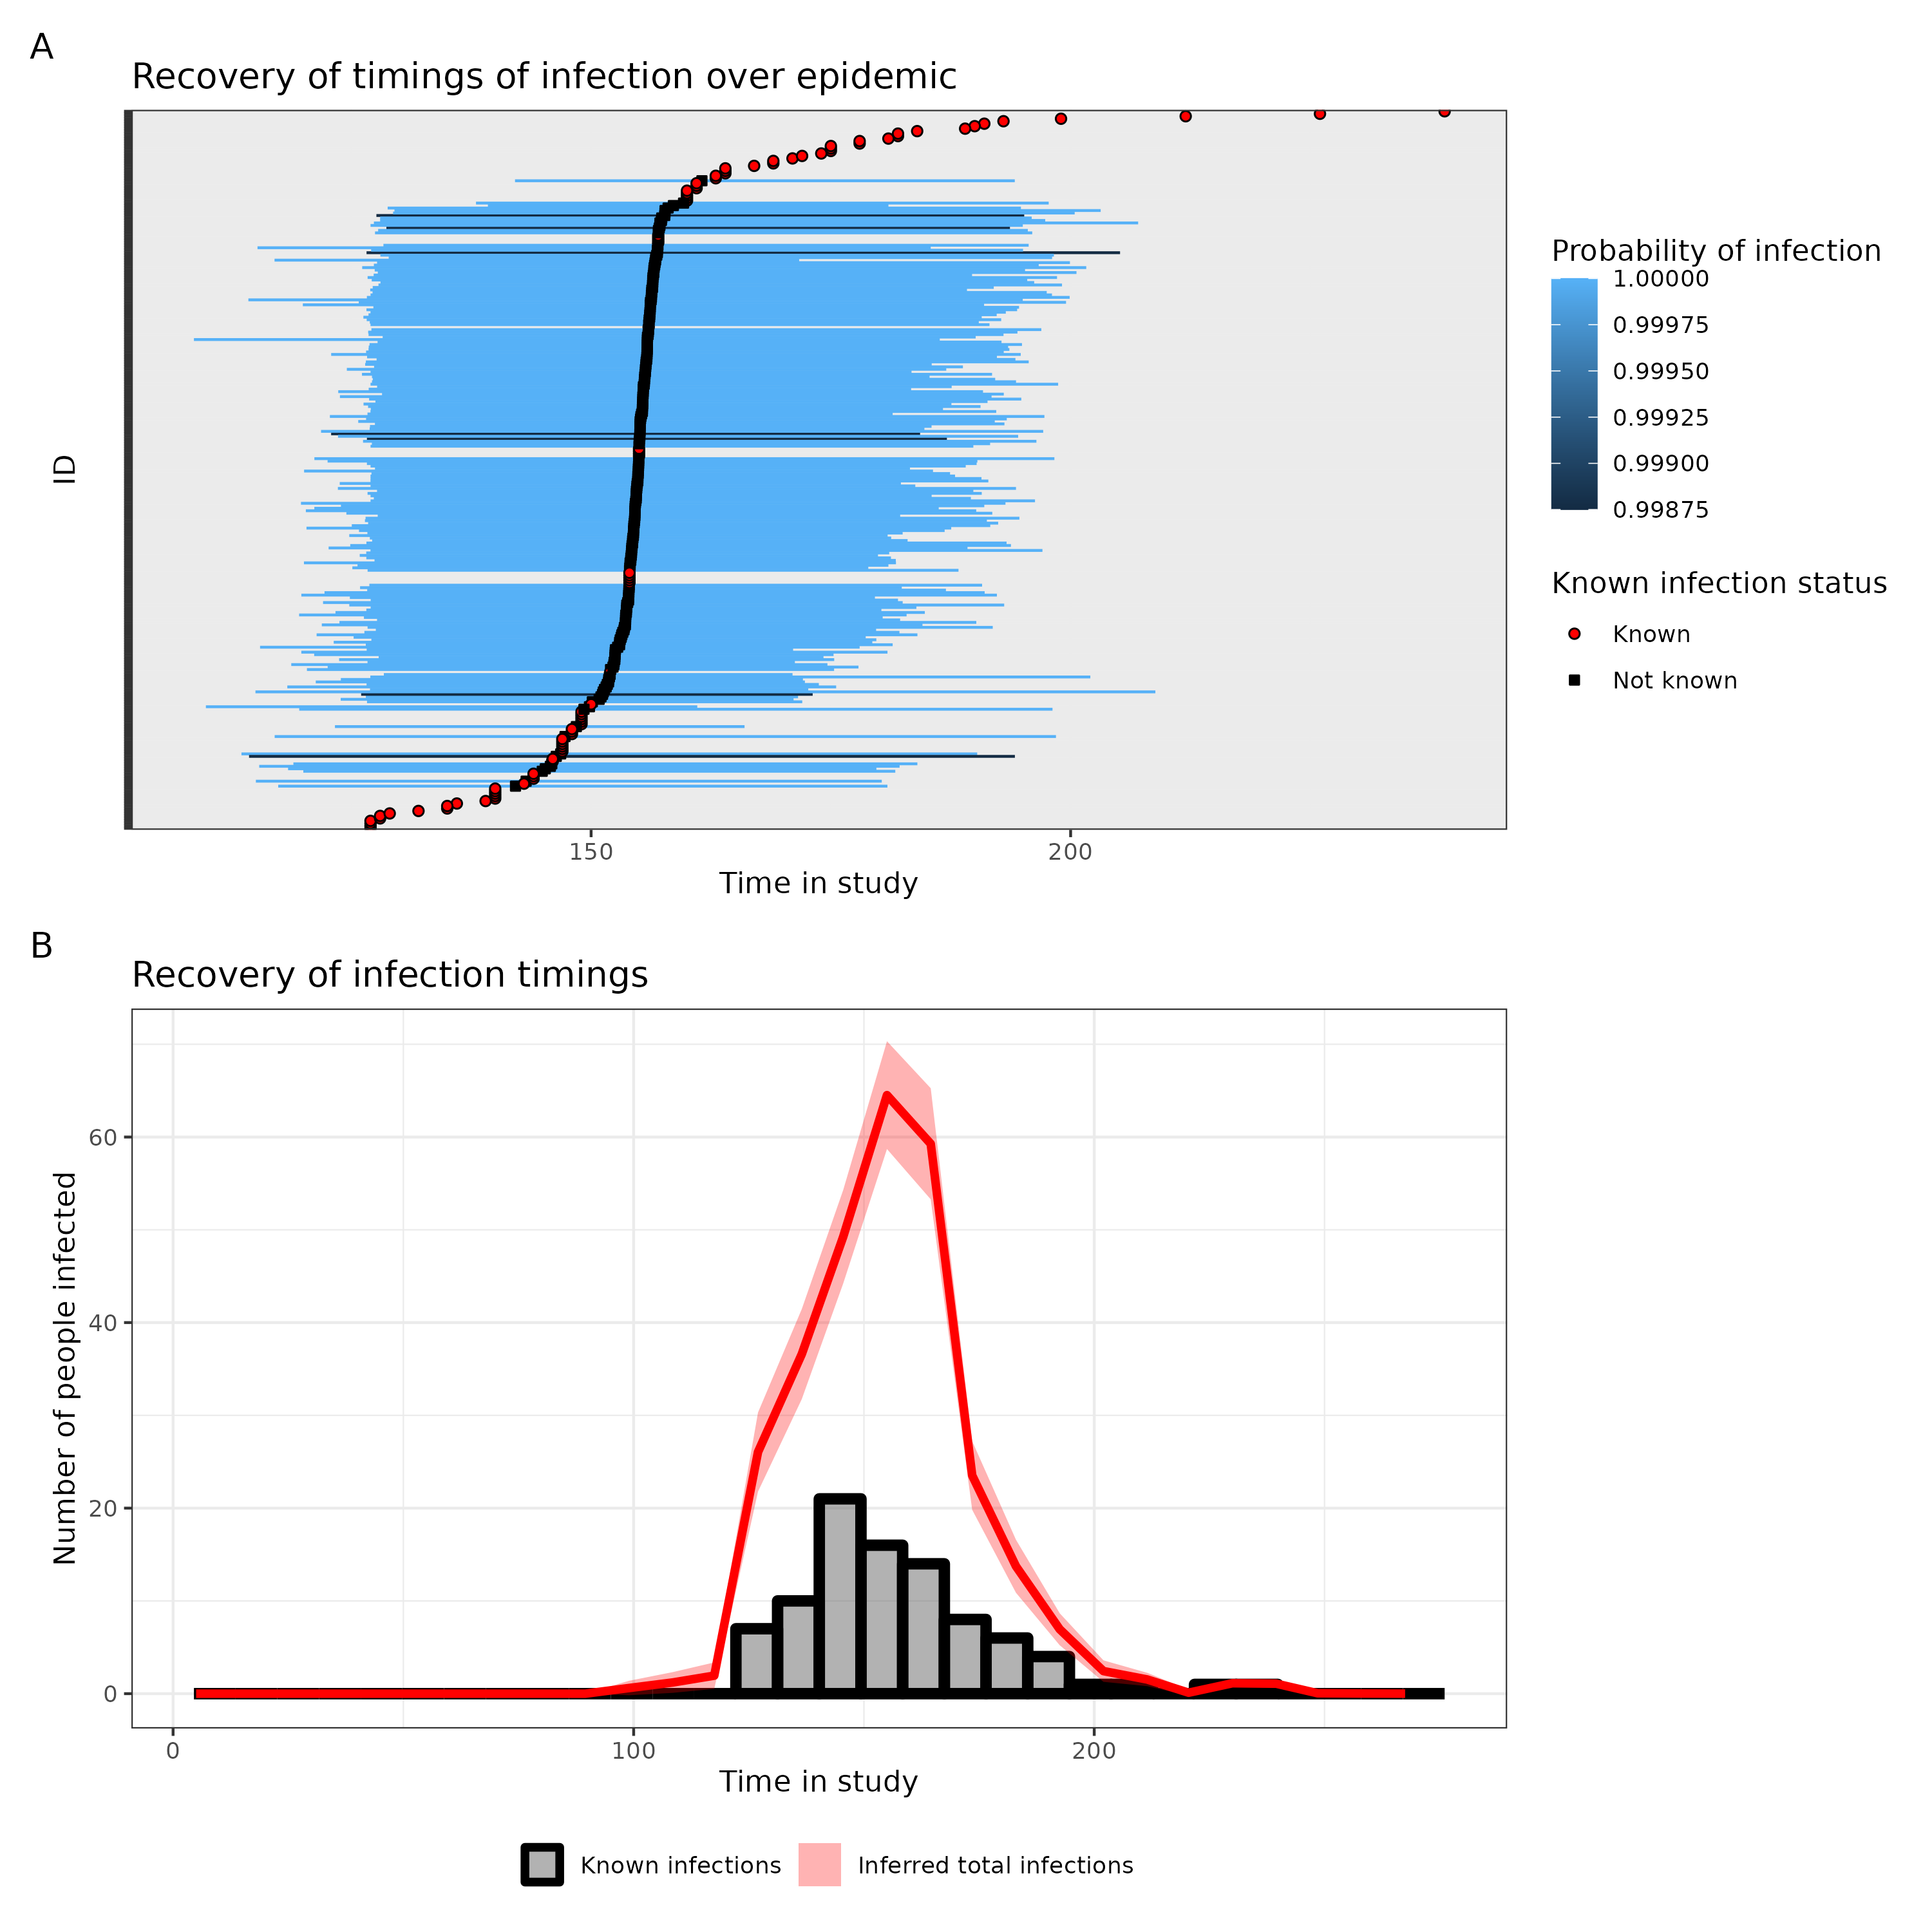 A
Recovery of timings of infection over epidemic
ID
150
200
Time in study
Probability of infection
1.00000
0.99975
0.99950
0.99925
0.99900
0.99875
Known infection status
Known
Not known
B
Recovery of infection timings
Number of people infected
60
40
20
0
0
100
200
Time in study
Known infections
Inferred total infections